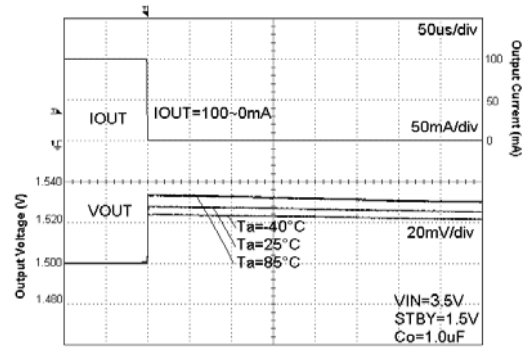 50us/div
100
IOUT
IOUT=100~0mA
50
50mA/div
0
Output Current (mA)
1.540
VOUT
1.520
Ta=-40°C
20mV/div
Ta=25°C
1.500
Ta=85°C
1.480
Output Voltage (V)
VIN=3.5V
STBY=1.5V
Co=1.0uF